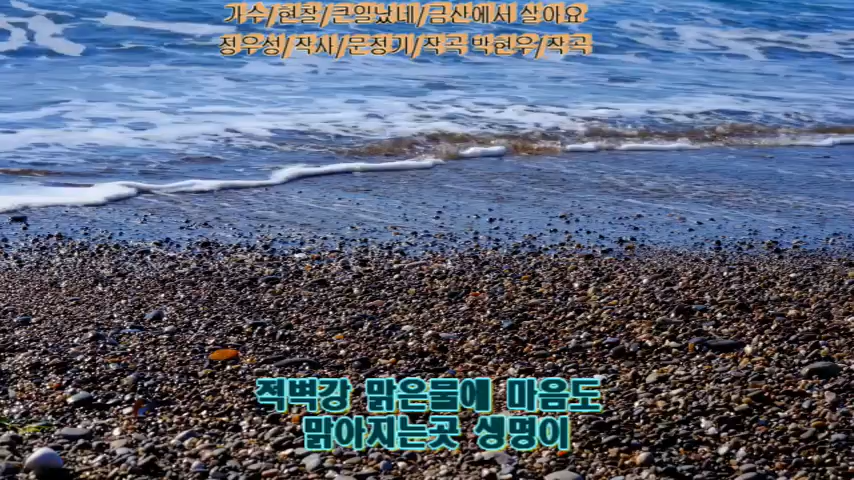 가수/현찰/큰일났네/금산에서 살아요
정우성/작사/문정기/작곡 박현우/작곡
적벽강 맑은물에 마음도
맑아지는곳 생명이